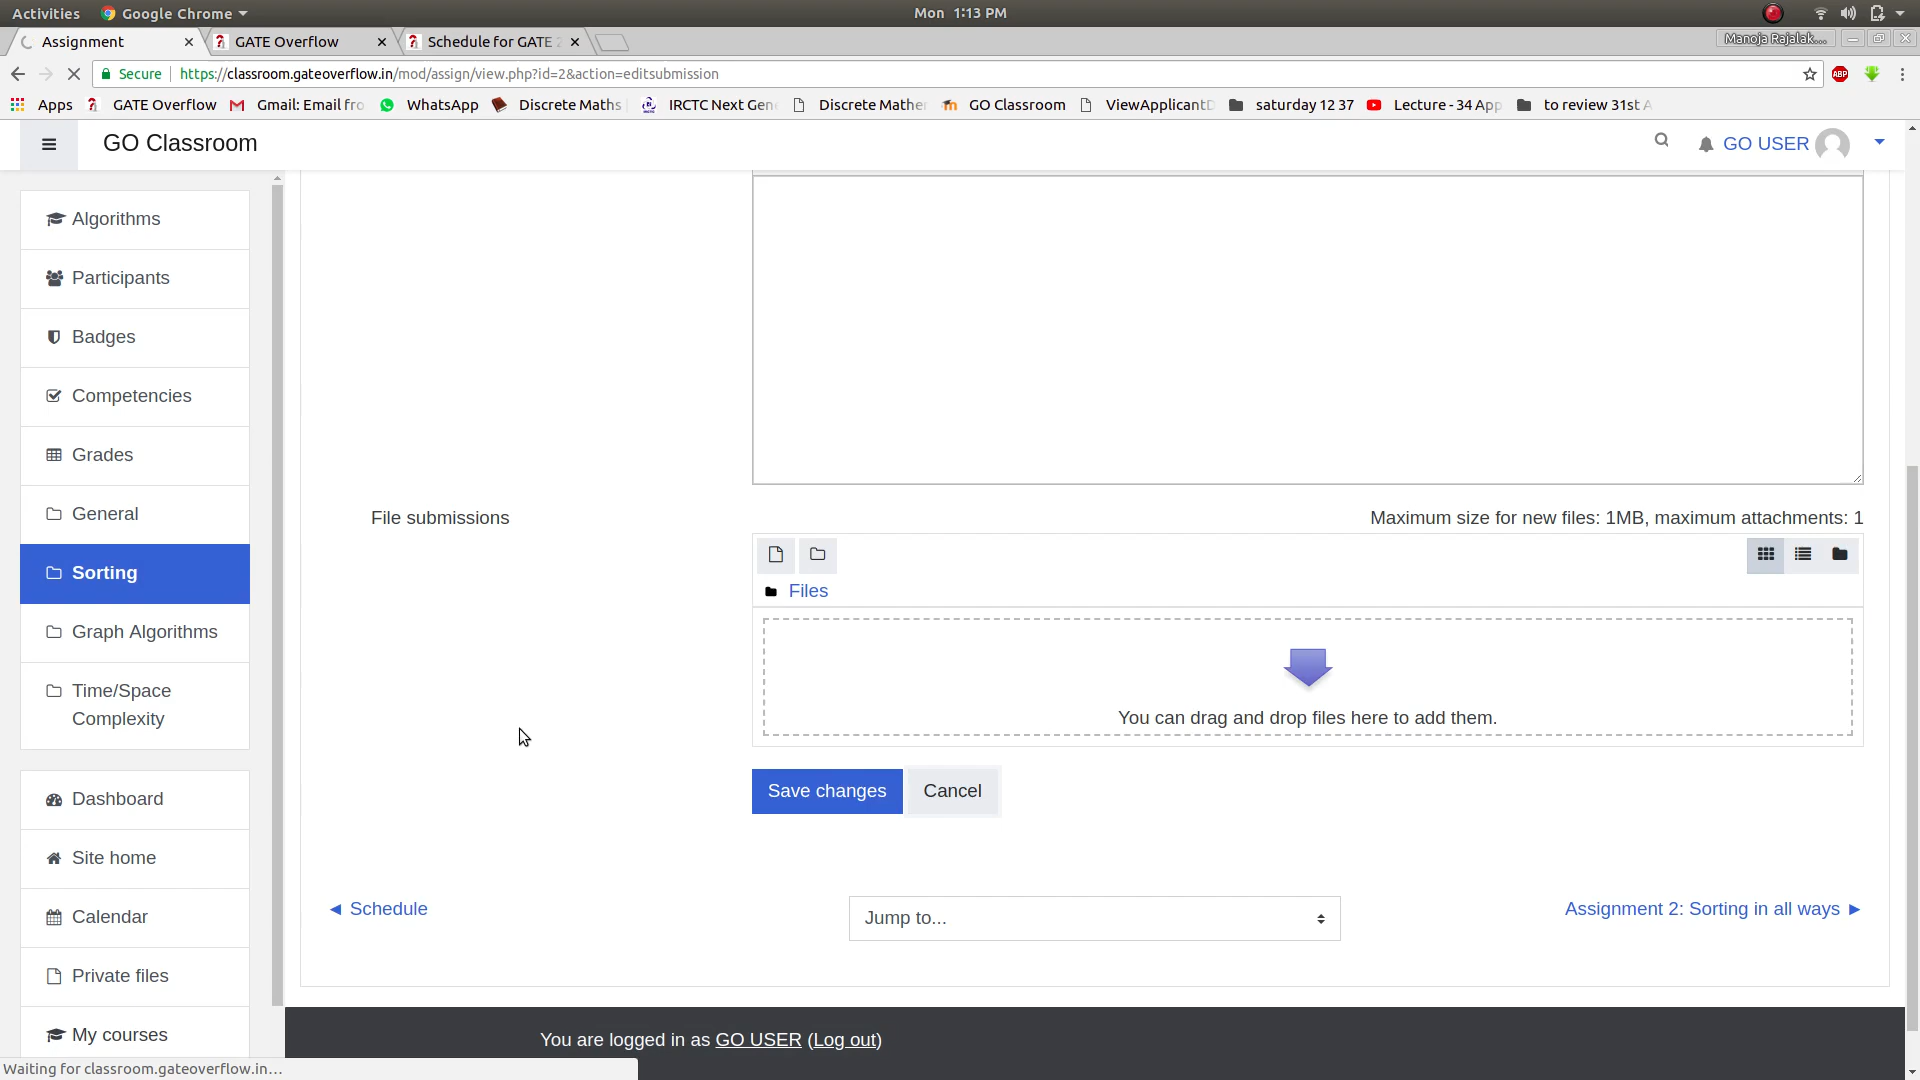 Activities Google Chrome Mon 1:13 PM
Assignment GATE Overflow Schedule for GATE Manoja Rajalak...
Secure https://classroom.gateoverflow.in/mod/assign/view.php?id=2&action=editsubmission ABP
Apps GATE Overflow Gmail: Email fro WhatsApp Discrete Maths IRCTC Next Gen Discrete Mather GO Classroom ViewApplicantD saturday 12 37 Lecture - 34 App to review 31st A
GO Classroom GO USER
Algorithms
Participants
Badges
Competencies
Grades
General
Sorting
Graph Algorithms
Time/Space
Complexity
Dashboard
Site home
Calendar
Private files
My courses
File submissions Maximum size for new files: 1MB, maximum attachments: 1
Files
You can drag and drop files here to add them.
Save changes Cancel
◄ Schedule Jump to... Assignment 2: Sorting in all ways ►
You are logged in as GO USER (Log out)
Waiting for classroom.gateoverflow.in...